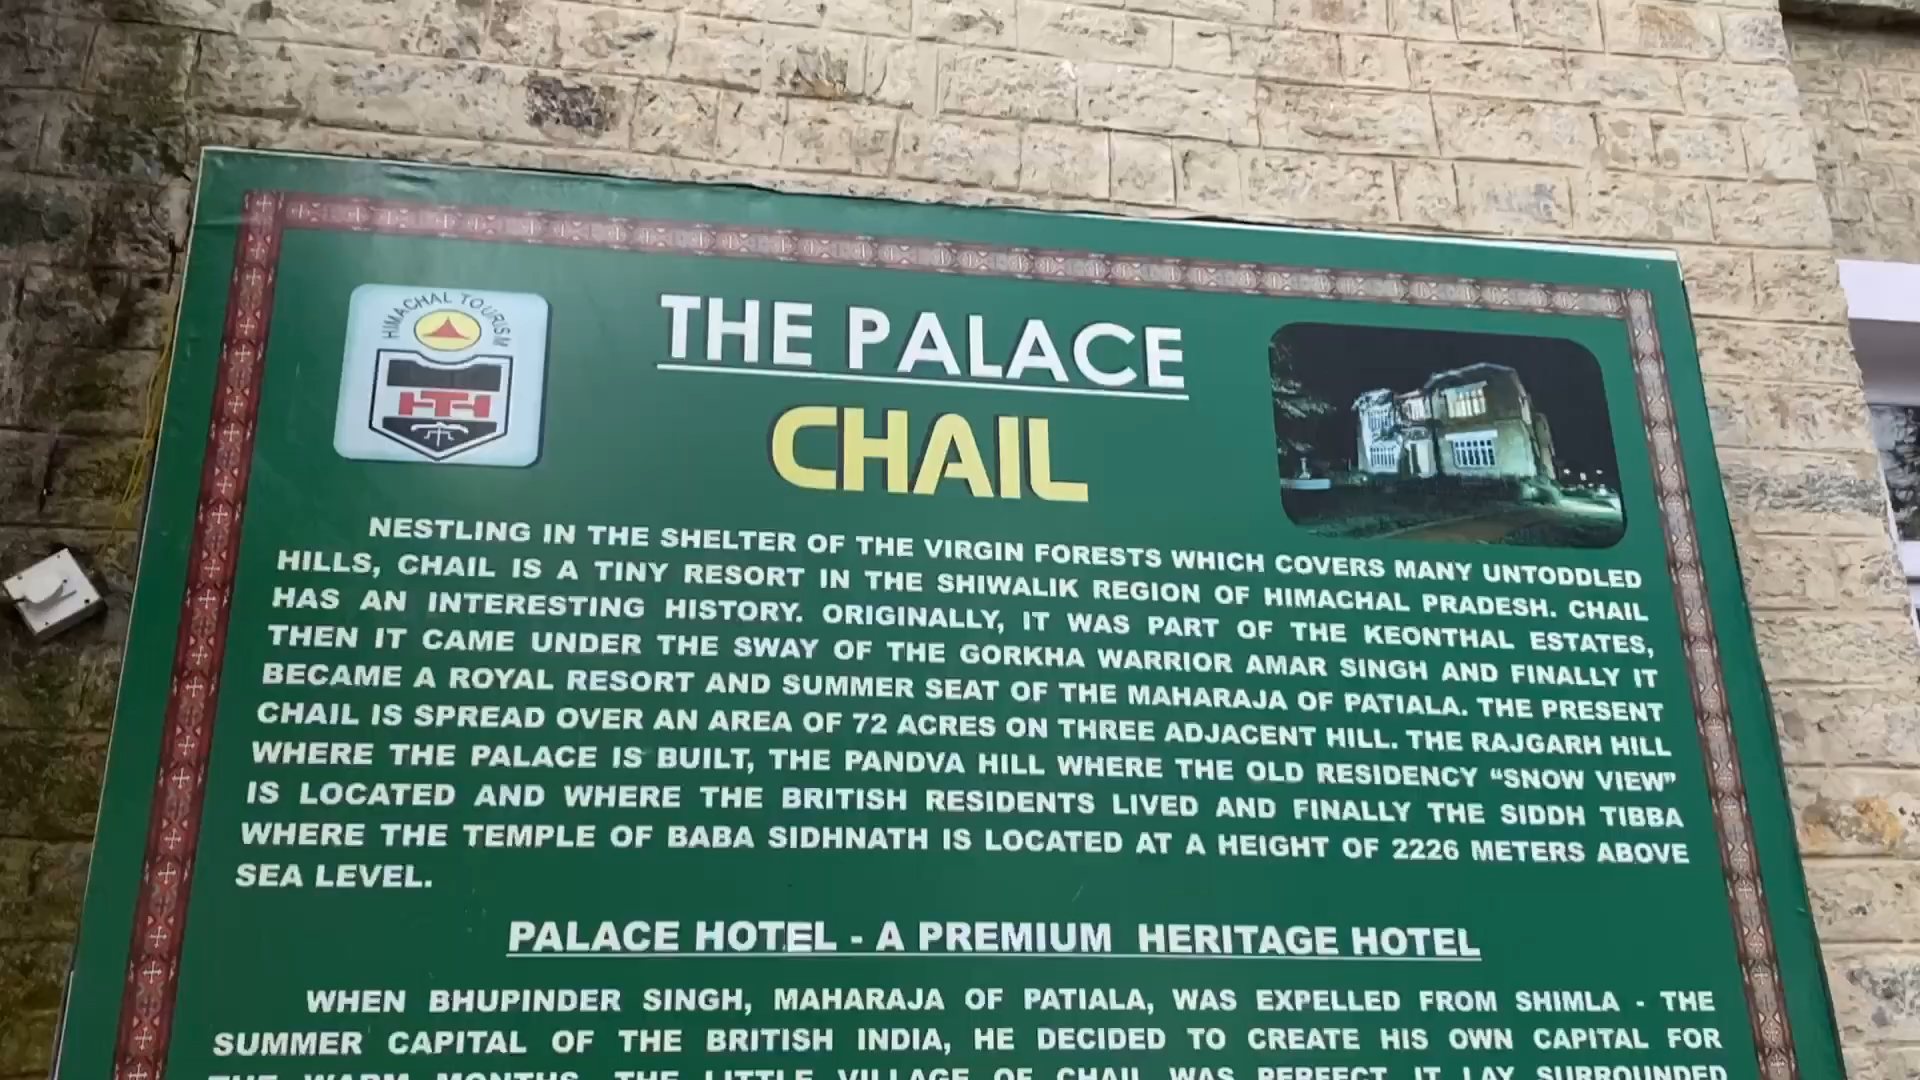 HIMACHAL TOURISM
HTH
THE PALACE
CHAIL
NESTLING IN THE SHELTER OF THE VIRGIN FORESTS WHICH COVERS MANY UNTODDLED
HILLS, CHAIL IS A TINY RESORT IN THE SHIWALIK REGION OF HIMACHAL PRADESH. CHAIL
HAS AN INTERESTING HISTORY. ORIGINALLY, IT WAS PART OF THE KEONTHAL ESTATES,
THEN IT CAME UNDER THE SWAY OF THE GORKHA WARRIOR AMAR SINGH AND FINALLY IT
BECAME A ROYAL RESORT AND SUMMER SEAT OF THE MAHARAJA OF PATIALA. THE PRESENT
CHAIL IS SPREAD OVER AN AREA OF 72 ACRES ON THREE ADJACENT HILL. THE RAJGARH HILL
WHERE THE PALACE IS BUILT, THE PANDVA HILL WHERE THE OLD RESIDENCY “SNOW VIEW”
IS LOCATED AND WHERE THE BRITISH RESIDENTS LIVED AND FINALLY THE SIDDH TIBBA
WHERE THE TEMPLE OF BABA SIDHNATH IS LOCATED AT A HEIGHT OF 2226 METERS ABOVE
SEA LEVEL.
PALACE HOTEL - A PREMIUM HERITAGE HOTEL
WHEN BHUPINDER SINGH, MAHARAJA OF PATIALA, WAS EXPELLED FROM SHIMLA - THE
SUMMER CAPITAL OF THE BRITISH INDIA, HE DECIDED TO CREATE HIS OWN CAPITAL FOR
THE WARM MONTHS. THE LITTLE VILLAGE OF CHAIL WAS PERFECT. IT LAY SURROUNDED